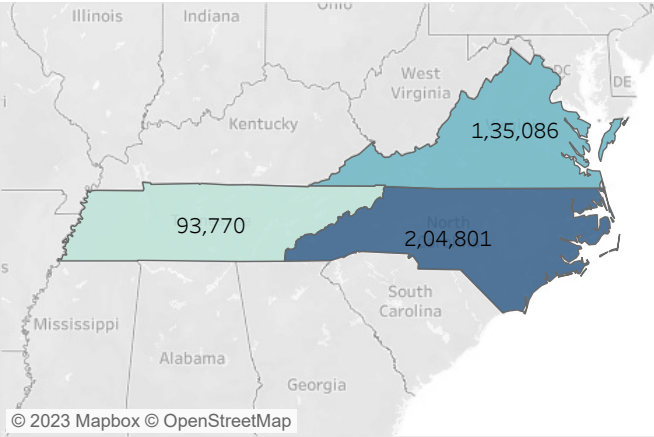 Illinois
Indiana
Ohio
West
Virginia
DC
DE
Kentucky
1,35,086
93,770
North
2,04,801
South
Carolina
Mississippi
Alabama
Georgia
© 2023 Mapbox © OpenStreetMap